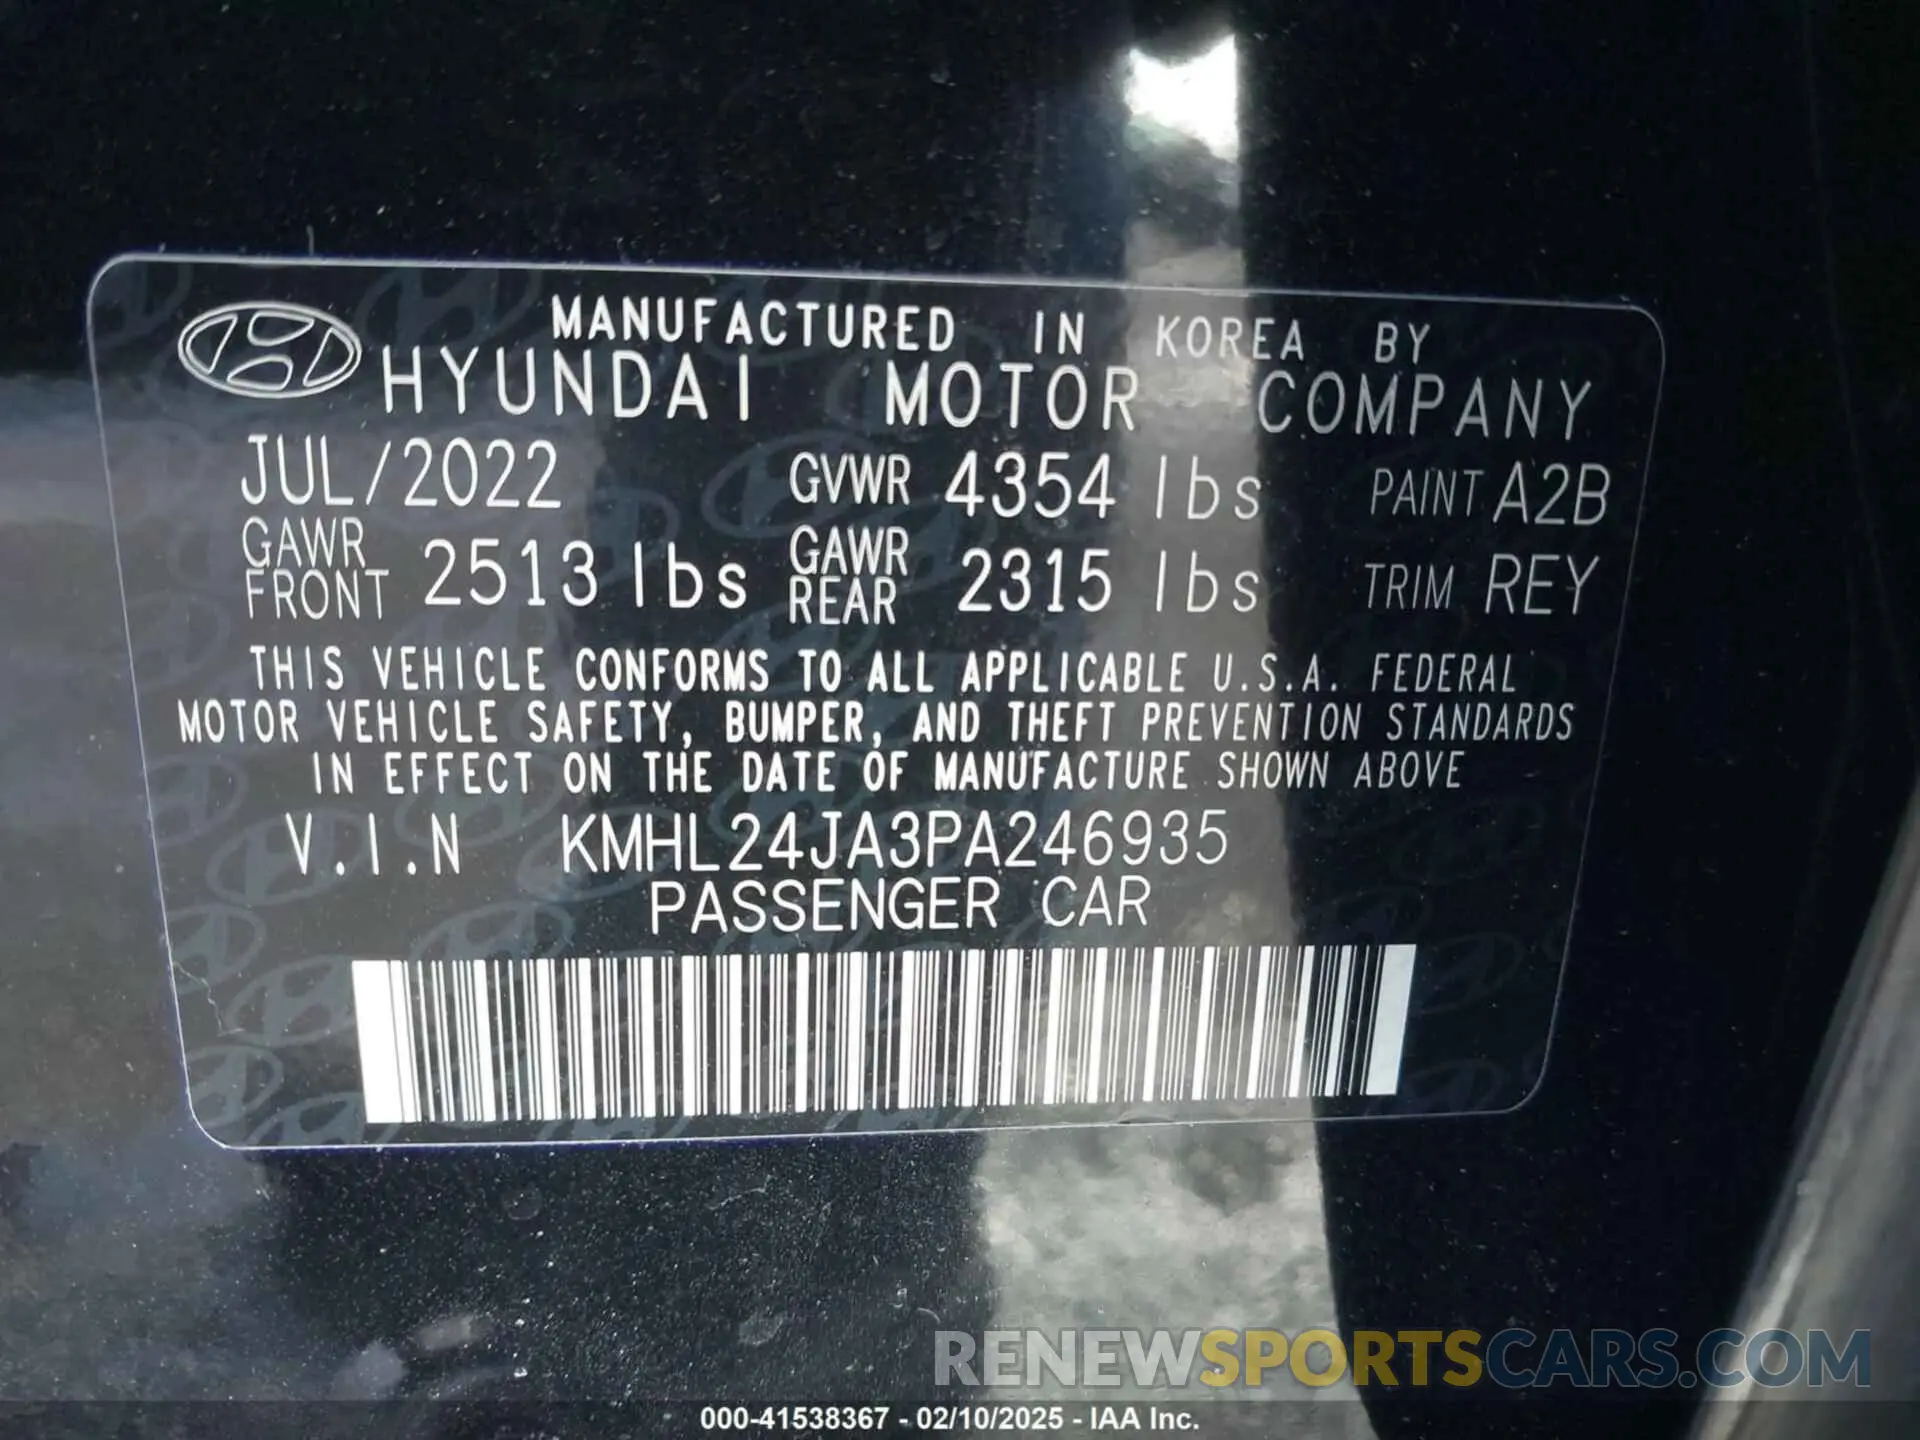 MANUFACTURED IN KOREA BY
HYUNDAI MOTOR COMPANY
JUL/2022 GVWR 4354 lbs PAINT A2B
GAWR FRONT 2513 lbs GAWR REAR 2315 lbs TRIM REY
THIS VEHICLE CONFORMS TO ALL APPLICABLE U.S.A. FEDERAL
MOTOR VEHICLE SAFETY, BUMPER, AND THEFT PREVENTION STANDARDS
IN EFFECT ON THE DATE OF MANUFACTURE SHOWN ABOVE
V.I.N KMHL24JA3PA246935
PASSENGER CAR
RENEWSPORTSCARS.COM
000-41538367 - 02/10/2025 - IAA Inc.